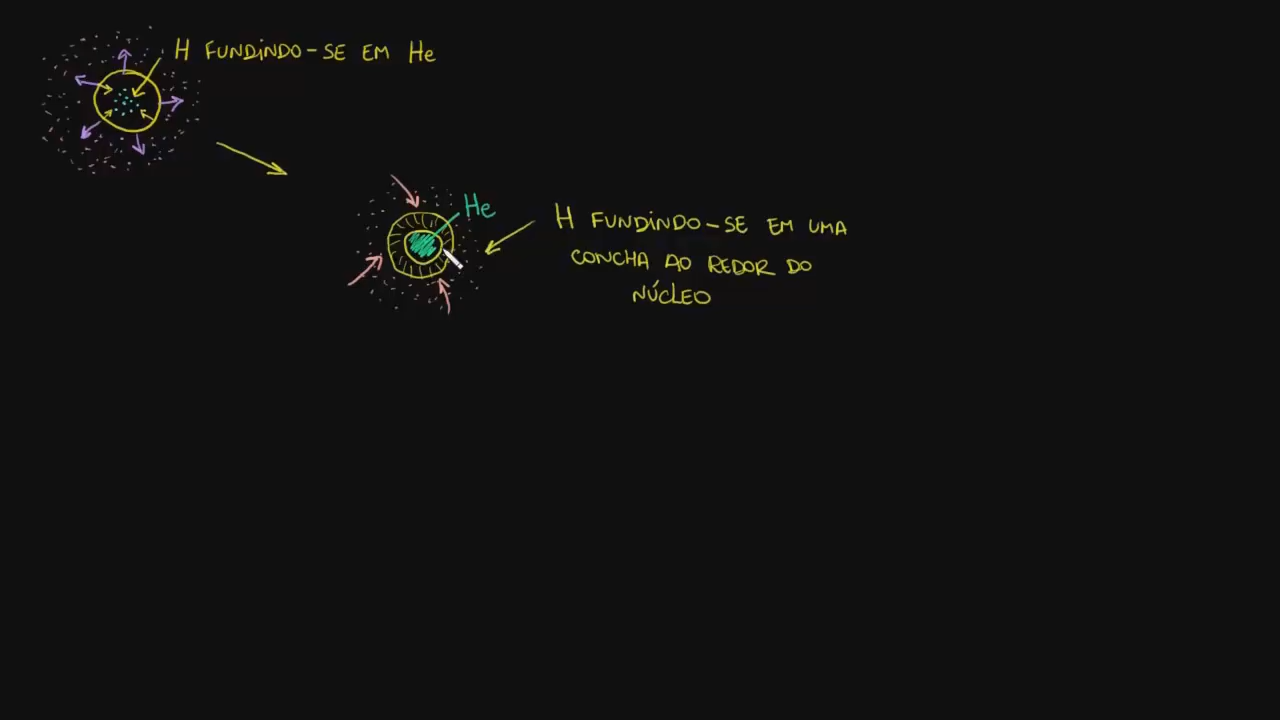 H FUNDINDO-SE EM He
He
H FUNDINDO-SE EM UMA
CONCHA AO REDOR DO
NÚCLEO